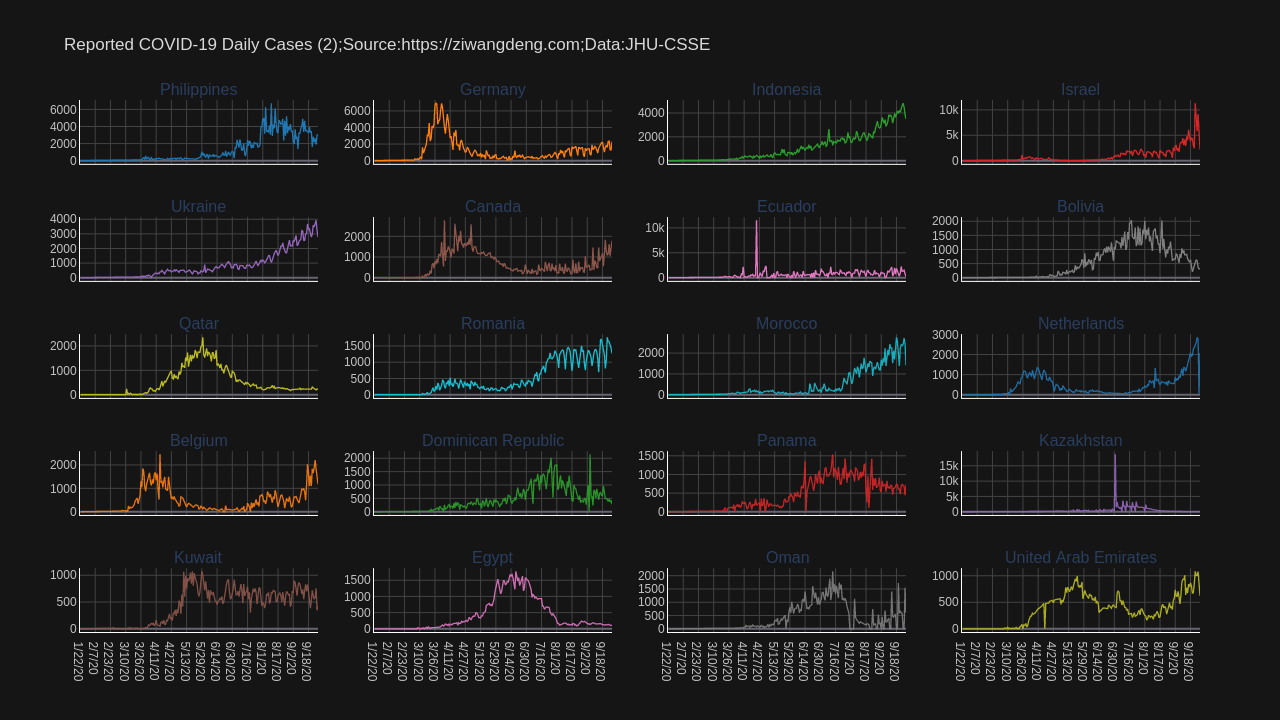 Reported COVID-19 Daily Cases (2);Source:https://ziwangdeng.com;Data:JHU-CSSE
Philippines Germany Indonesia Israel
6000 6000 4000 10k
4000 4000 2000 5k
2000 2000 0 0
0 0
Ukraine Canada Ecuador Bolivia
4000 2000 10k 2000
3000 1000 5k 1500
2000 0 0 1000
1000 500
0 0
Qatar Romania Morocco Netherlands
2000 1500 2000 3000
1000 1000 1000 2000
0 500 0 1000
0 0
Belgium Dominican Republic Panama Kazakhstan
2000 2000 1500 15k
1000 1500 1000 10k
0 1000 500 5k
500 0 0
0
Kuwait Egypt Oman United Arab Emirates
1000 1500 2000 1000
500 1000 1500 500
0 500 1000 0
0 500
0
1/22/20 2/7/20 2/23/20 3/10/20 3/26/20 4/11/20 4/27/20 5/13/20 5/29/20 6/14/20 6/30/20 7/16/20 8/1/20 8/17/20 9/2/20 9/18/20
1/22/20 2/7/20 2/23/20 3/10/20 3/26/20 4/11/20 4/27/20 5/13/20 5/29/20 6/14/20 6/30/20 7/16/20 8/1/20 8/17/20 9/2/20 9/18/20
1/22/20 2/7/20 2/23/20 3/10/20 3/26/20 4/11/20 4/27/20 5/13/20 5/29/20 6/14/20 6/30/20 7/16/20 8/1/20 8/17/20 9/2/20 9/18/20
1/22/20 2/7/20 2/23/20 3/10/20 3/26/20 4/11/20 4/27/20 5/13/20 5/29/20 6/14/20 6/30/20 7/16/20 8/1/20 8/17/20 9/2/20 9/18/20